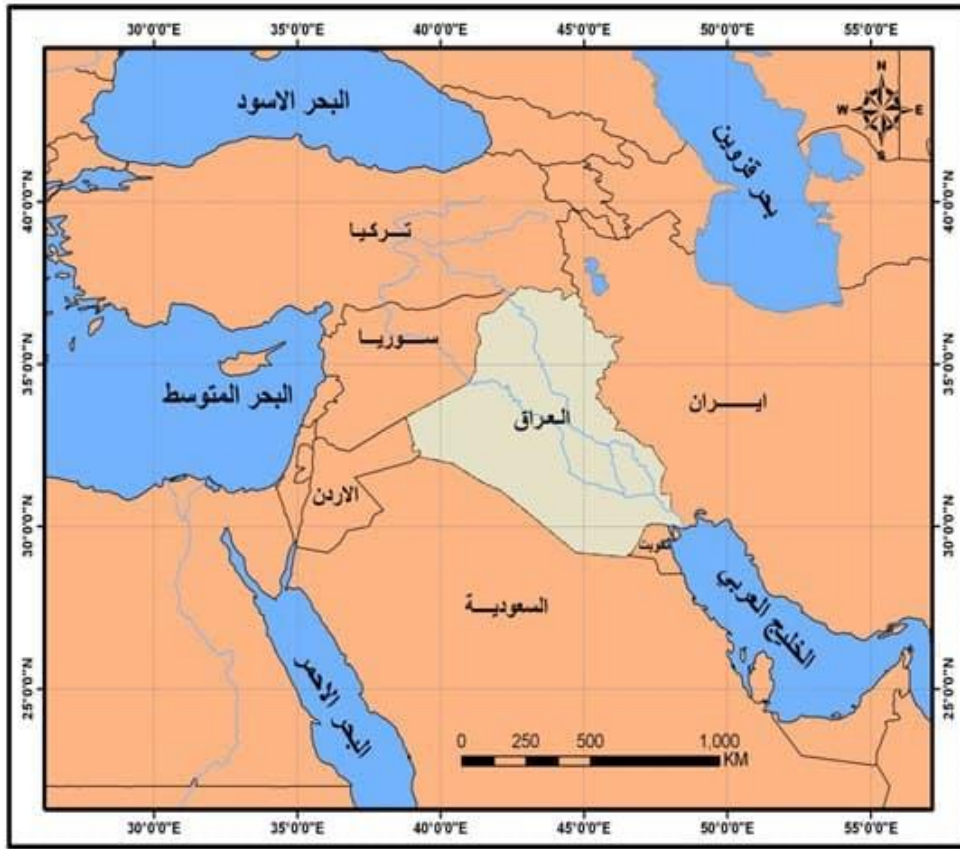 30°0'0"E 35°0'0"E 40°0'0"E 45°0'0"E 50°0'0"E 55°0'0"E
N
W E
S
البحر الاسود
بحر قزوين
40°0'0"N 40°0'0"N
تـركيـا
سـوريـا
35°0'0"N 35°0'0"N
البحر المتوسط
العراق
ايـــران
الاردن
30°0'0"N 30°0'0"N
الكويت
السعوديـــة
الخليج العربي
البحر الاحمر
25°0'0"N 25°0'0"N
0 250 500 1,000
KM
30°0'0"E 35°0'0"E 40°0'0"E 45°0'0"E 50°0'0"E 55°0'0"E